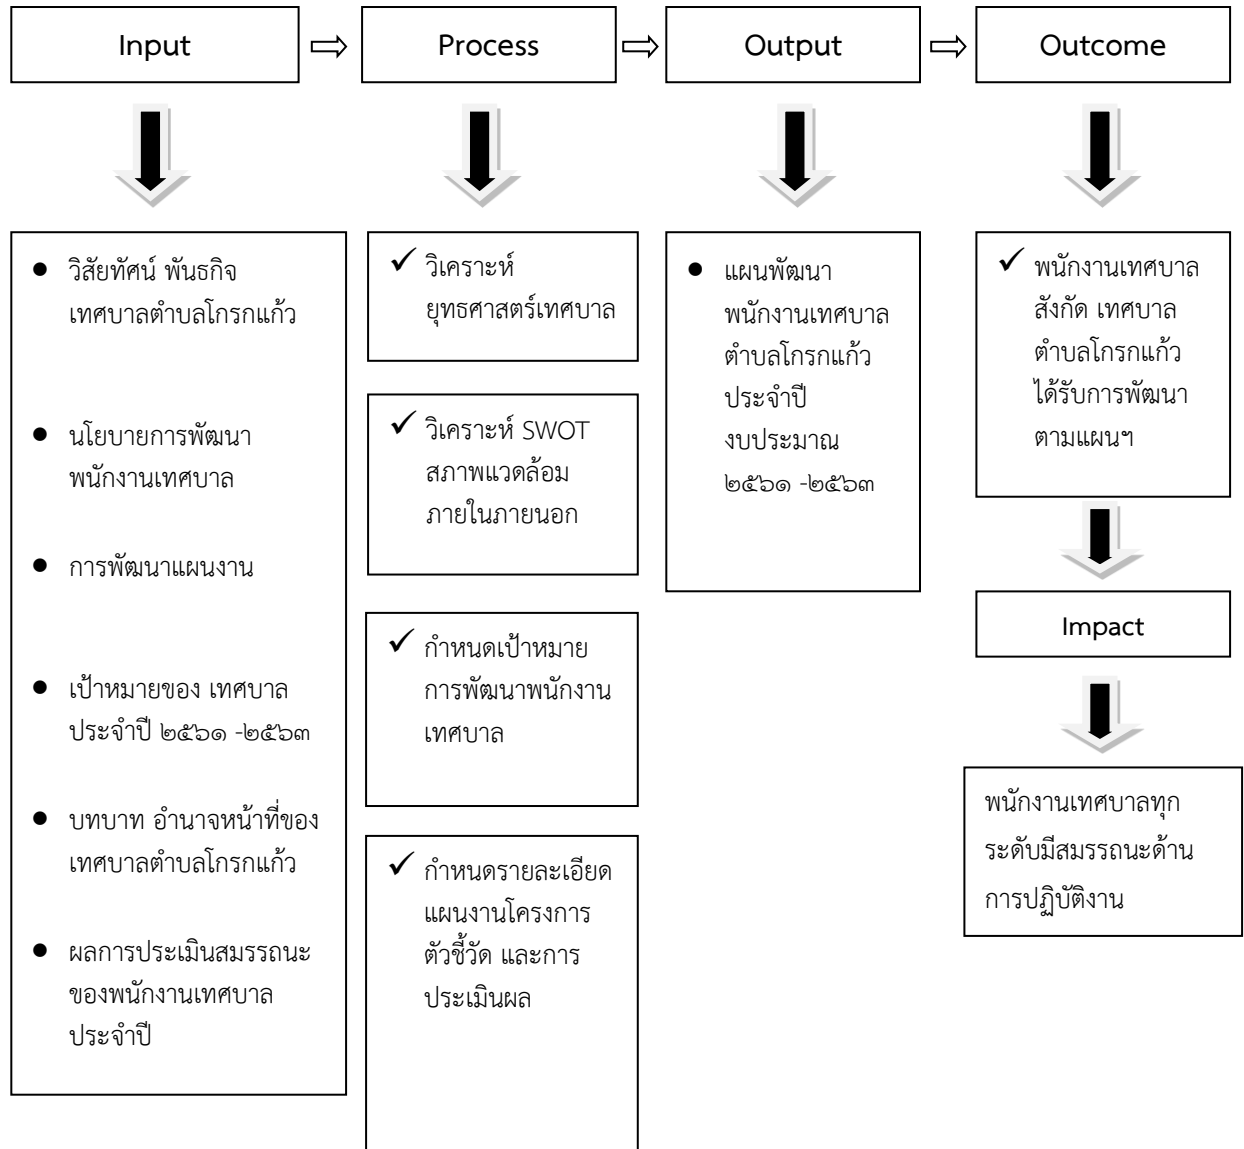 Input
Process
Output
Outcome
วิสัยทัศน์ พันธกิจ
เทศบาลตำบลโกรกแก้ว
นโยบายการพัฒนา
พนักงานเทศบาล
การพัฒนาแผนงาน
เป้าหมายของ เทศบาล
ประจำปี ๒๕๖๑ -๒๕๖๓
บทบาท อำนาจหน้าที่ของ
เทศบาลตำบลโกรกแก้ว
ผลการประเมินสมรรถนะ
ของพนักงานเทศบาล
ประจำปี
วิเคราะห์
ยุทธศาสตร์เทศบาล
วิเคราะห์ SWOT
สภาพแวดล้อม
ภายในภายนอก
กำหนดเป้าหมาย
การพัฒนาพนักงาน
เทศบาล
กำหนดรายละเอียด
แผนงานโครงการ
ตัวชี้วัด และการ
ประเมินผล
แผนพัฒนา
พนักงานเทศบาล
ตำบลโกรกแก้ว
ประจำปี
งบประมาณ
๒๕๖๑ -๒๕๖๓
พนักงานเทศบาล
สังกัด เทศบาล
ตำบลโกรกแก้ว
ได้รับการพัฒนา
ตามแผนฯ
Impact
พนักงานเทศบาลทุก
ระดับมีสมรรถนะด้าน
การปฏิบัติงาน